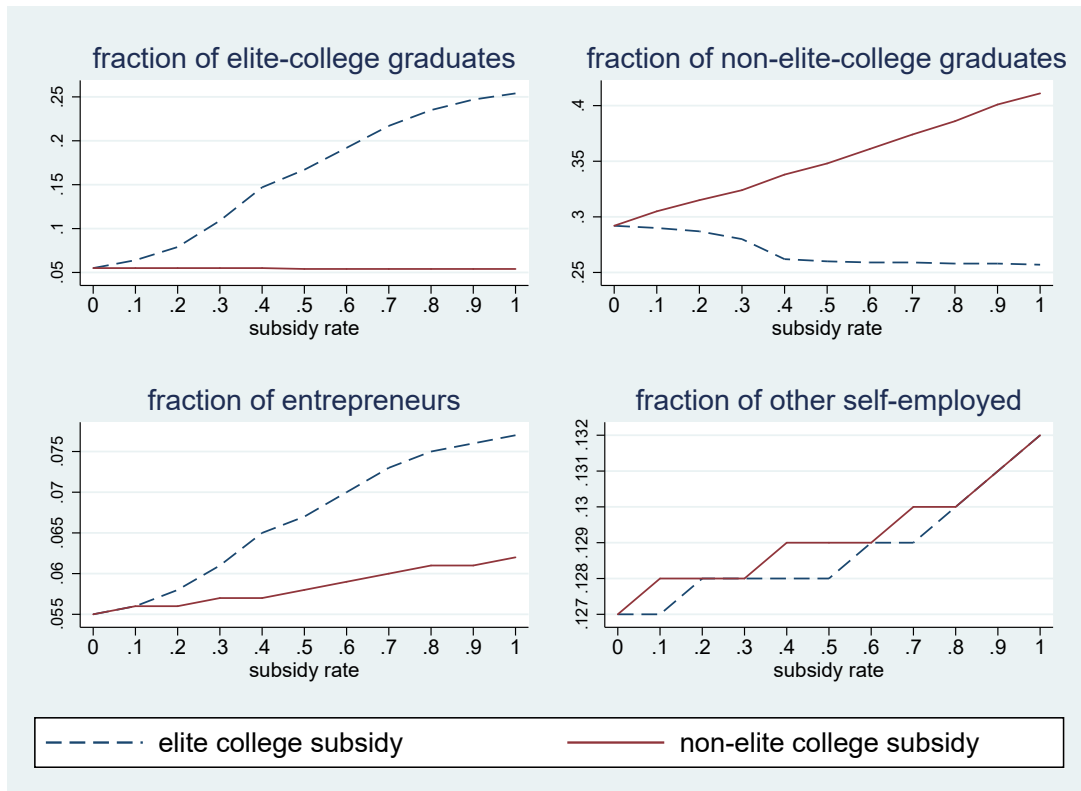 fraction of elite-college graduates
.25
.2
.15
.1
.05
0 .1 .2 .3 .4 .5 .6 .7 .8 .9 1
subsidy rate
fraction of non-elite-college graduates
.4
.35
.3
.25
0 .1 .2 .3 .4 .5 .6 .7 .8 .9 1
subsidy rate
fraction of entrepreneurs
.075
.07
.065
.06
.055
0 .1 .2 .3 .4 .5 .6 .7 .8 .9 1
subsidy rate
fraction of other self-employed
.132
.131
.13
.129
.128
.127
0 .1 .2 .3 .4 .5 .6 .7 .8 .9 1
subsidy rate
elite college subsidy
non-elite college subsidy